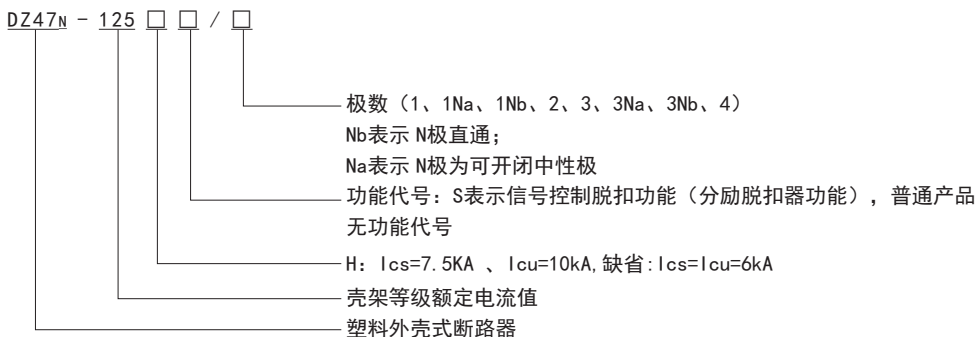 DZ47N - 125 □ □ / □
极数（1、1Na、1Nb、2、3、3Na、3Nb、4）
Nb表示 N极直通；
Na表示 N极为可开闭中性极
功能代号：S表示信号控制脱扣功能（分励脱扣器功能），普通产品
无功能代号
H：Ics=7.5KA 、Icu=10kA,缺省:Ics=Icu=6kA
壳架等级额定电流值
塑料外壳式断路器